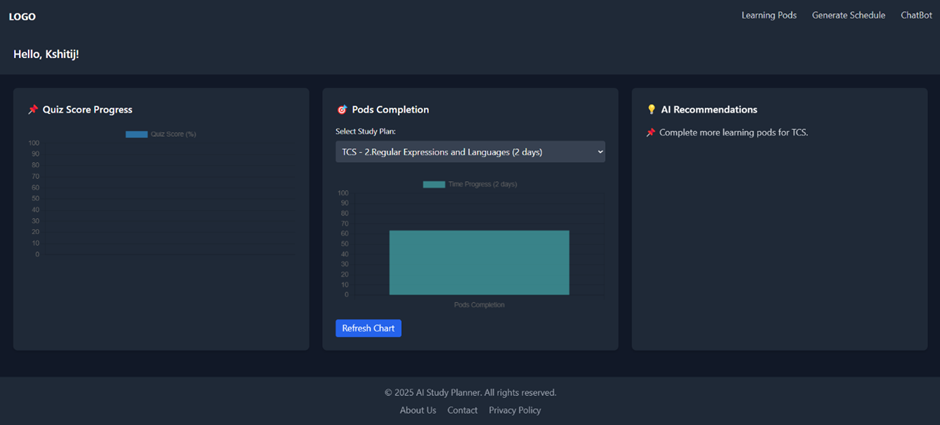 LOGO
Learning Pods Generate Schedule ChatBot
Hello, Kshitij!
📌 Quiz Score Progress
Quiz Score (%)
100
90
80
70
60
50
40
30
20
10
0
🎯 Pods Completion
Select Study Plan:
TCS - 2.Regular Expressions and Languages (2 days)
Time Progress (2 days)
100
90
80
70
60
50
40
30
20
10
0
Pods Completion
Refresh Chart
💡 AI Recommendations
📌 Complete more learning pods for TCS.
© 2025 AI Study Planner. All rights reserved.
About Us Contact Privacy Policy